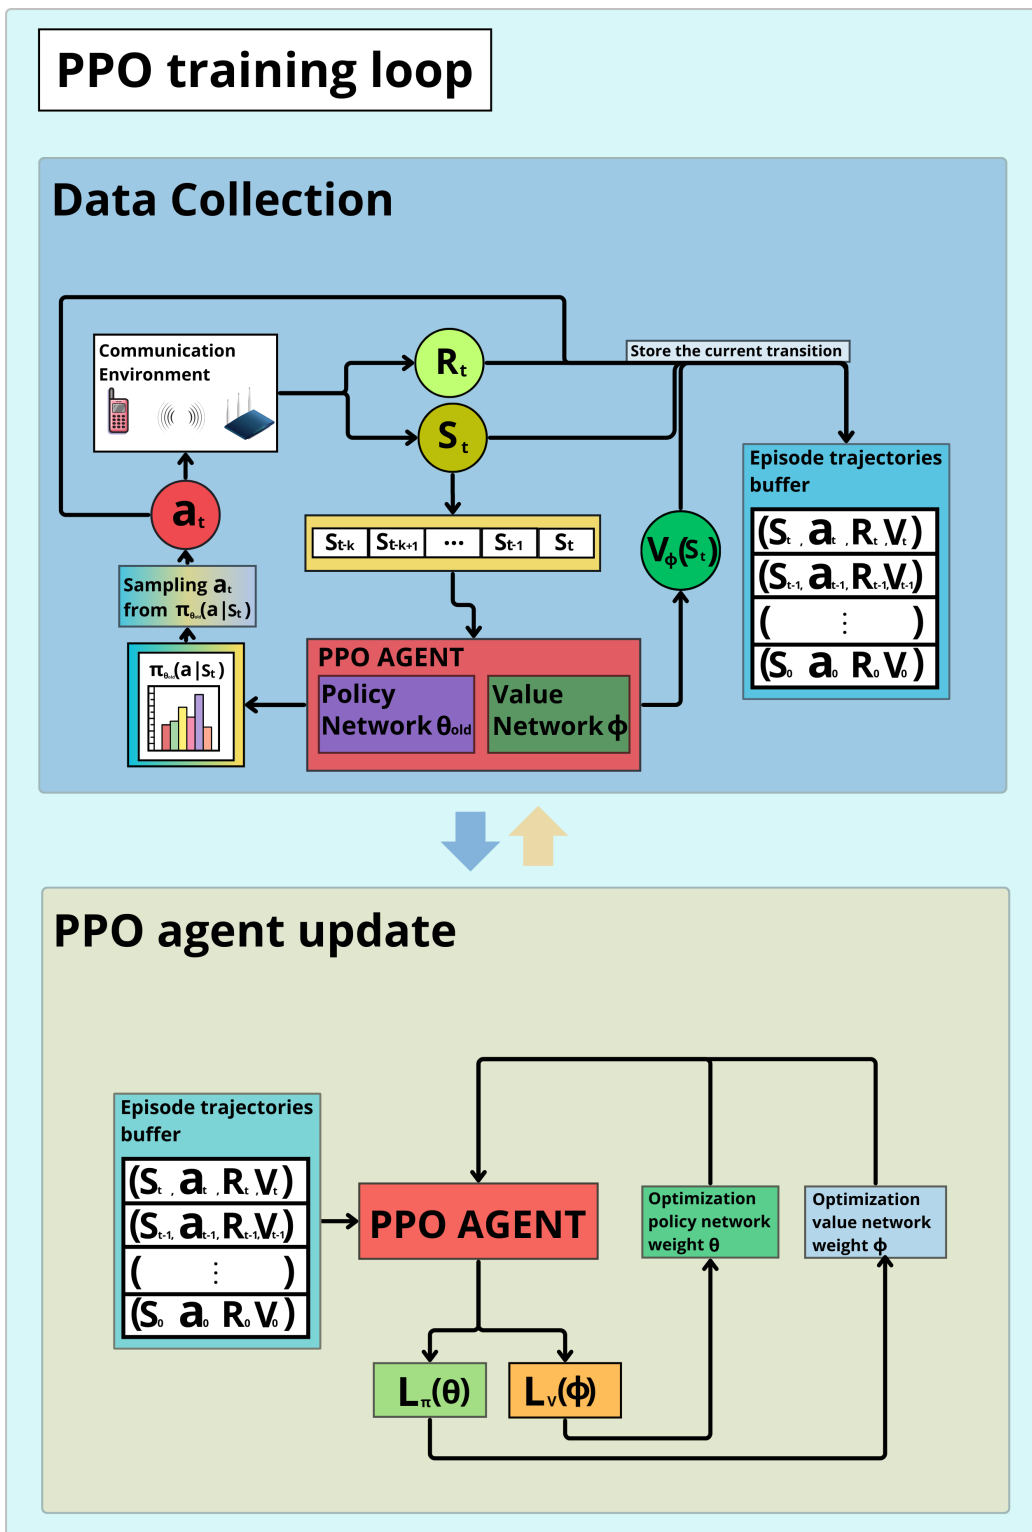 PPO training loop
Data Collection
Communication
Environment
Rt
Store the current transition
St
Episode trajectories
buffer
at
St-k St-k+1 ··· St-1 St
Vϕ(St)
(St , at , Rt , Vt )
(St-1, at-1, Rt-1, Vt-1)
( ⋮ )
(S0 a0 R0 V0 )
Sampling at
from πθold(a|St)
πθold(a|St)
PPO AGENT
Policy
Network θold
Value
Network ϕ
PPO agent update
Episode trajectories
buffer
(St , at , Rt , Vt )
(St-1, at-1, Rt-1, Vt-1)
( ⋮ )
(S0 a0 R0 V0 )
PPO AGENT
Optimization
policy network
weight θ
Optimization
value network
weight ϕ
Lπ(θ)
LV(ϕ)